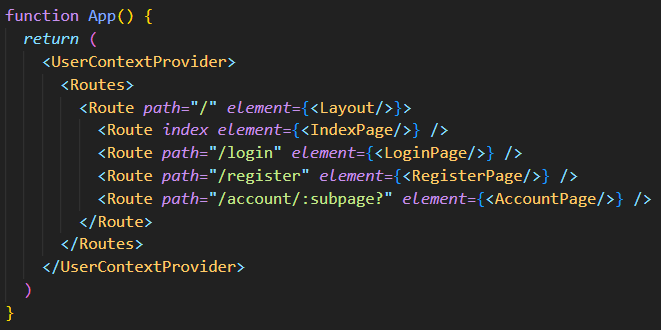 function App() {
  return (
    <UserContextProvider>
      <Routes>
        <Route path="/" element={<Layout/>}>
          <Route index element={<IndexPage/>} />
          <Route path="/login" element={<LoginPage/>} />
          <Route path="/register" element={<RegisterPage/>} />
          <Route path="/account/:subpage?" element={<AccountPage/>} />
        </Route>
      </Routes>
    </UserContextProvider>
  )
}